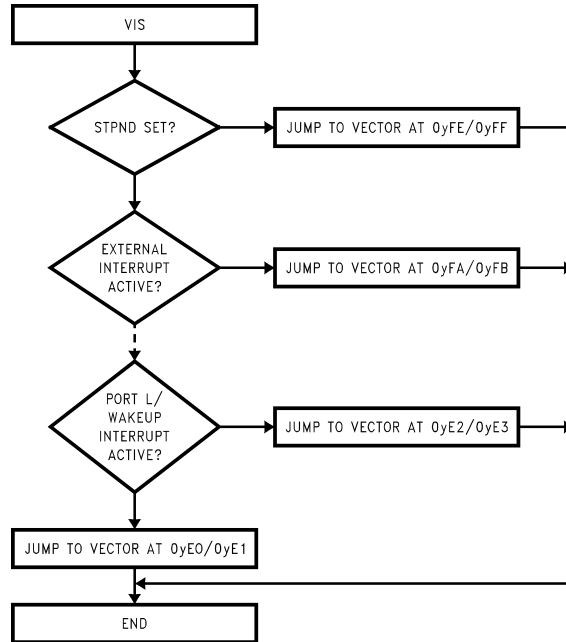 VIS
STPND SET?
JUMP TO VECTOR AT 0yFE/0yFF
EXTERNAL
INTERRUPT
ACTIVE?
JUMP TO VECTOR AT 0yFA/0yFB
PORT L/
WAKEUP
INTERRUPT
ACTIVE?
JUMP TO VECTOR AT 0yE2/0yE3
JUMP TO VECTOR AT 0yE0/0yE1
END